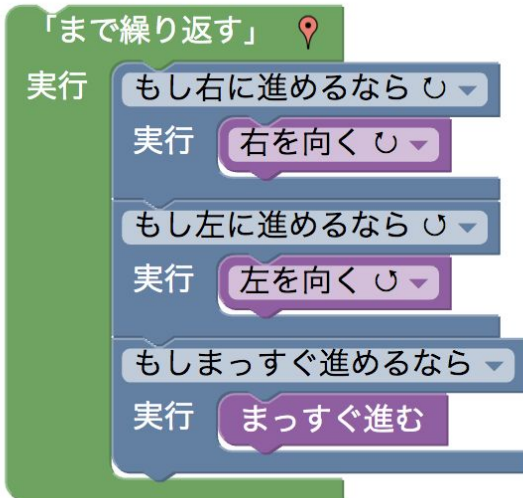 「まで繰り返す」
実行 もし右に進めるなら ↻
実行 右を向く ↻
もし左に進めるなら ↺
実行 左を向く ↺
もしまっすぐ進めるなら
実行 まっすぐ進む